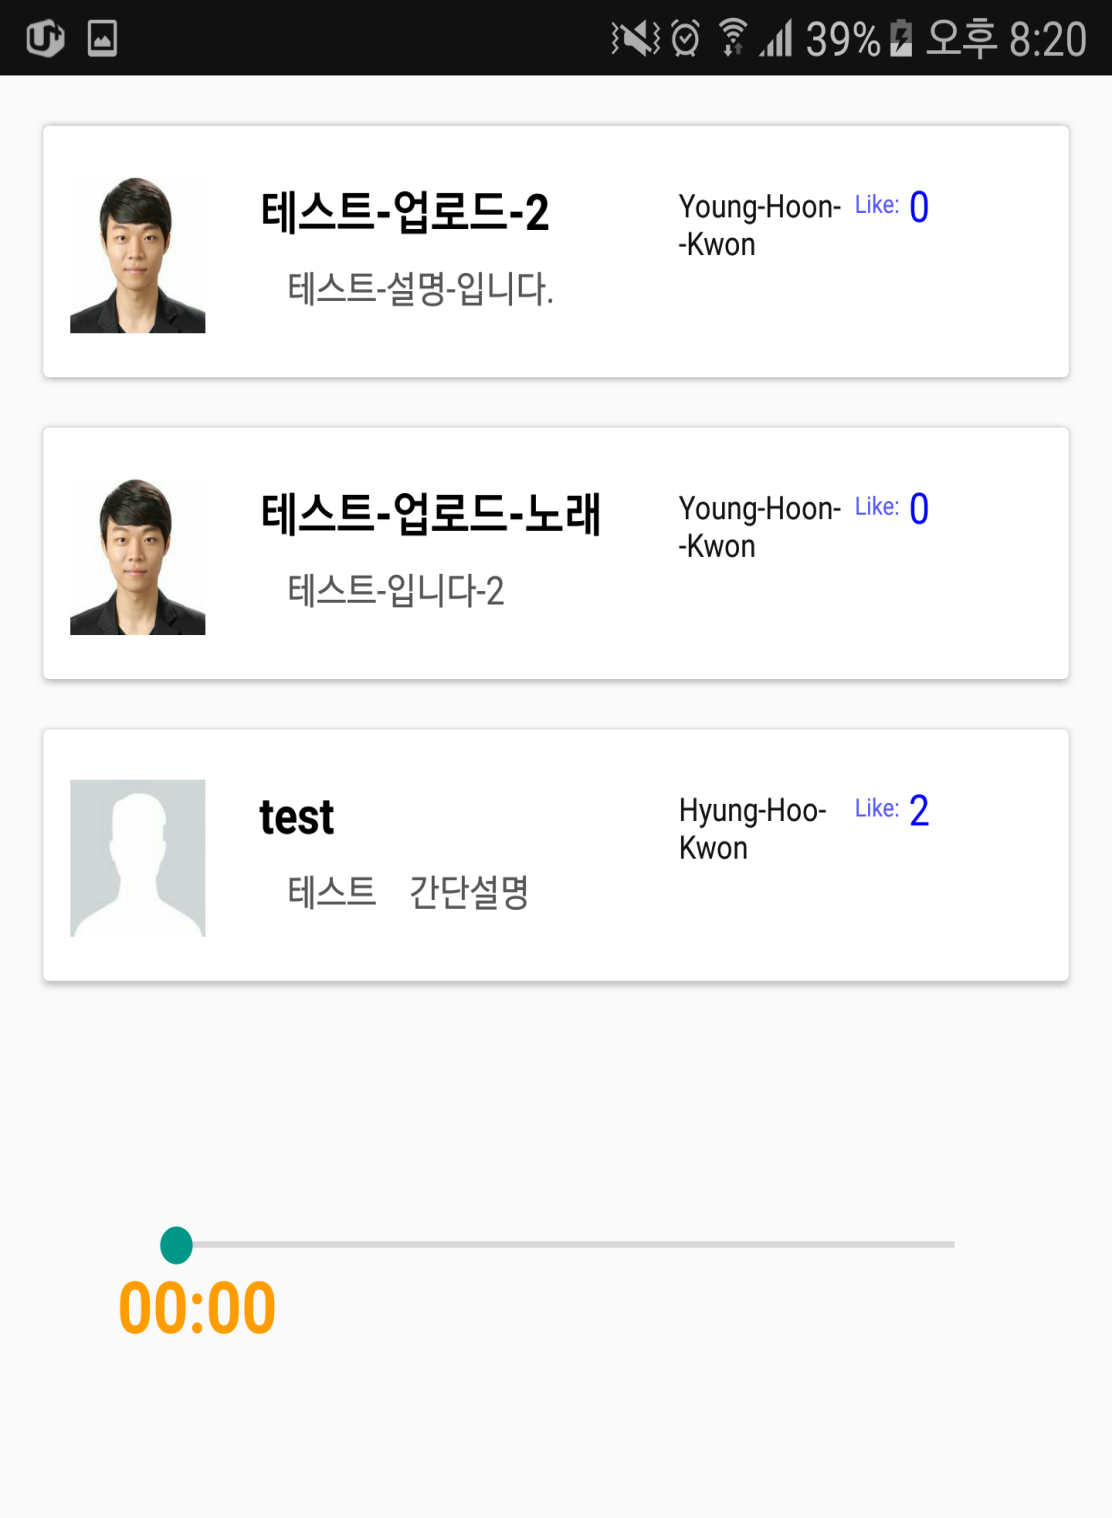 39% 오후 8:20
테스트-업로드-2
Young-Hoon-
-Kwon
Like: 0
테스트-설명-입니다.
테스트-업로드-노래
Young-Hoon-
-Kwon
Like: 0
테스트-입니다-2
test
Hyung-Hoo-
Kwon
Like: 2
테스트 간단설명
00:00